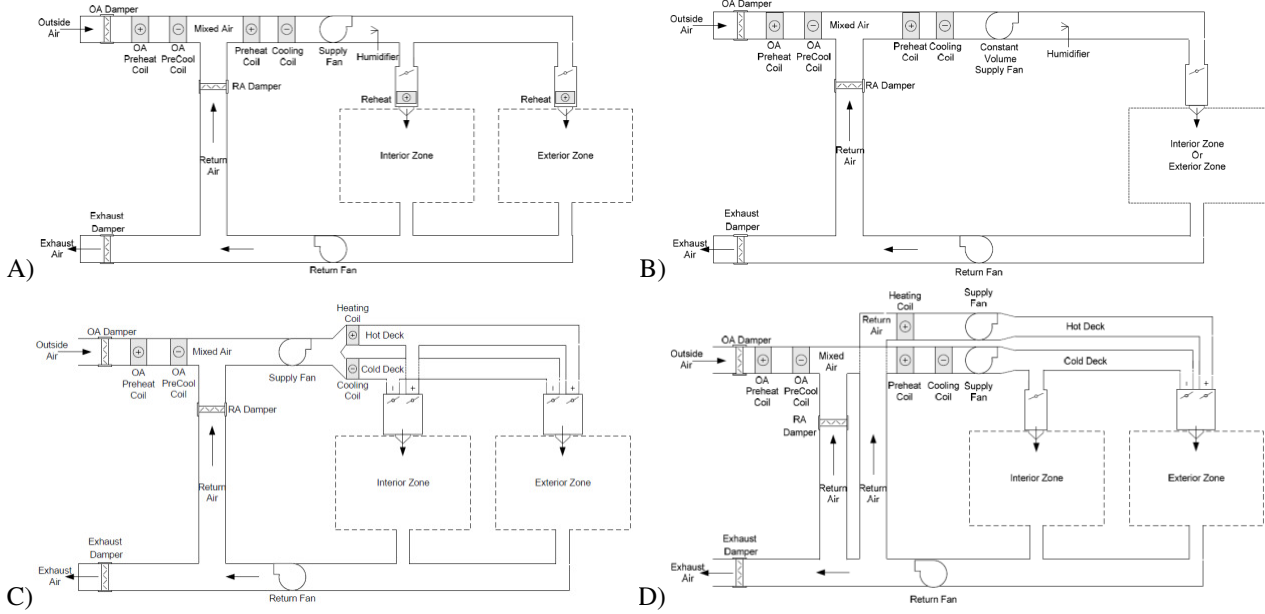 OA Damper
Outside
Air
Mixed Air
OA
Preheat
Coil
OA
PreCool
Coil
Preheat
Coil
Cooling
Coil
Supply
Fan
Humidifier
RA Damper
Reheat
Reheat
Return
Air
Interior Zone
Exterior Zone
Exhaust
Damper
Exhaust
Air
Return Fan
A)
OA Damper
Outside
Air
Mixed Air
OA
Preheat
Coil
OA
PreCool
Coil
Preheat
Coil
Cooling
Coil
Constant
Volume
Supply Fan
Humidifier
RA Damper
Return
Air
Interior Zone
Or
Exterior Zone
Exhaust
Damper
Exhaust
Air
Return Fan
B)
Heating
Coil
OA Damper
Hot Deck
Outside
Air
Mixed Air
OA
Preheat
Coil
OA
PreCool
Coil
Supply Fan
Cold Deck
Cooling
Coil
- +
- +
RA Damper
Return
Air
Interior Zone
Exterior Zone
Exhaust
Damper
Exhaust
Air
Return Fan
C)
Heating
Coil
Supply
Fan
Return
Air
Hot Deck
OA Damper
Outside
Air
Mixed
Air
Cold Deck
OA
Preheat
Coil
OA
PreCool
Coil
Preheat
Coil
Cooling
Coil
Supply
Fan
- +
RA
Damper
Return
Air
Return
Air
Interior Zone
Exterior Zone
Exhaust
Damper
Exhaust
Air
Return Fan
D)